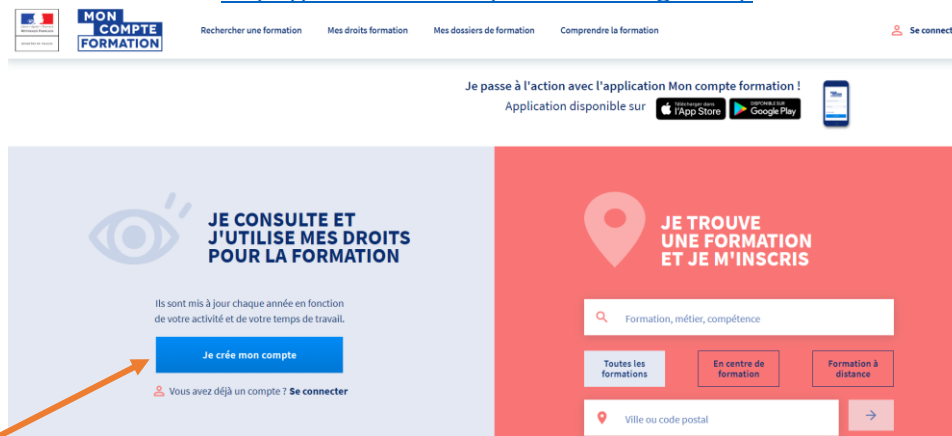 MON
COMPTE
FORMATION
Rechercher une formation
Mes droits formation
Mes dossiers de formation
Comprendre la formation
Se connect
Je passe à l'action avec l'application Mon compte formation !
Application disponible sur
Télécharger dans
l'App Store
DISPONIBLE SUR
Google Play
JE CONSULTE ET
J'UTILISE MES DROITS
POUR LA FORMATION
Ils sont mis à jour chaque année en fonction
de votre activité et de votre temps de travail.
Je crée mon compte
Vous avez déjà un compte ? Se connecter
JE TROUVE
UNE FORMATION
ET JE M'INSCRIS
Formation, métier, compétence
Toutes les
formations
En centre de
formation
Formation à
distance
Ville ou code postal